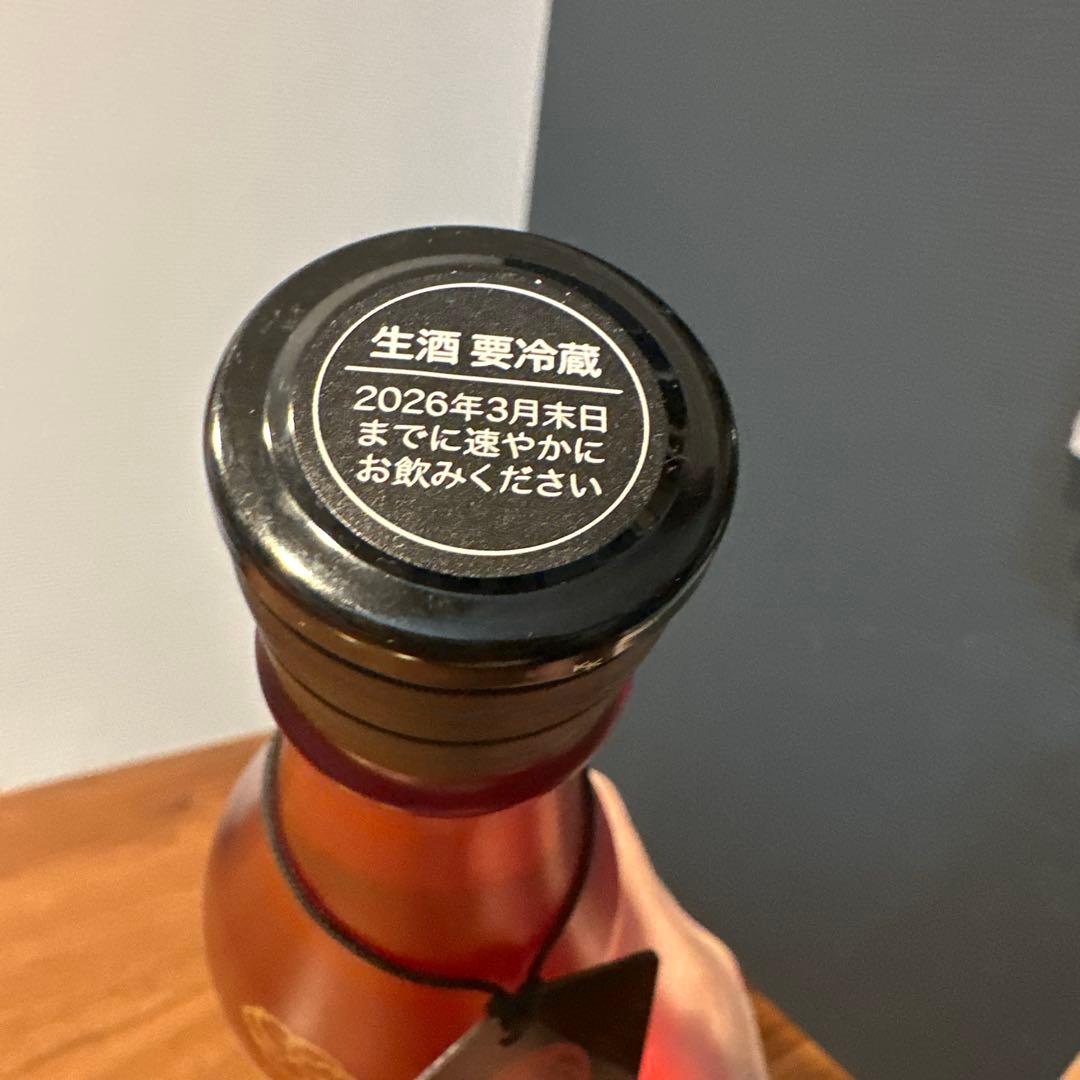 生酒 要冷蔵
2026年3月末日
までに速やかに
お飲みください